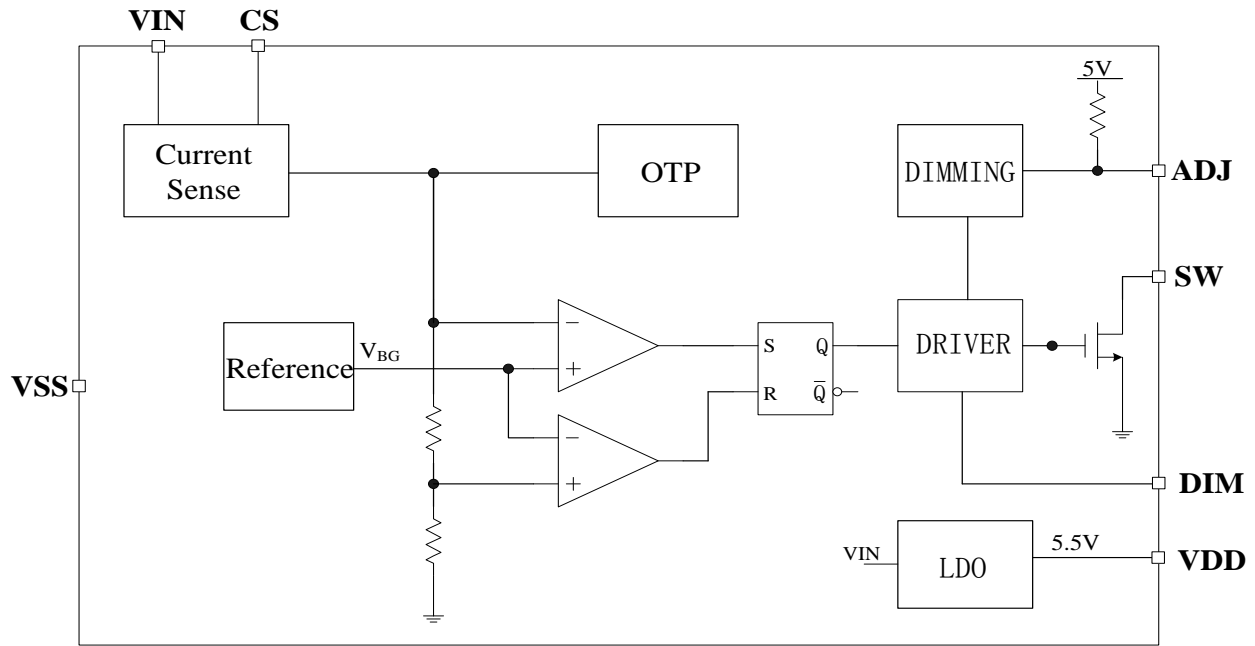 VIN
CS
5V
Current
Sense
OTP
DIMMING
ADJ
SW
Reference
VBG
−
+
S
Q
R
Q̅
DRIVER
VSS
−
+
DIM
VIN
LDO
5.5V
VDD